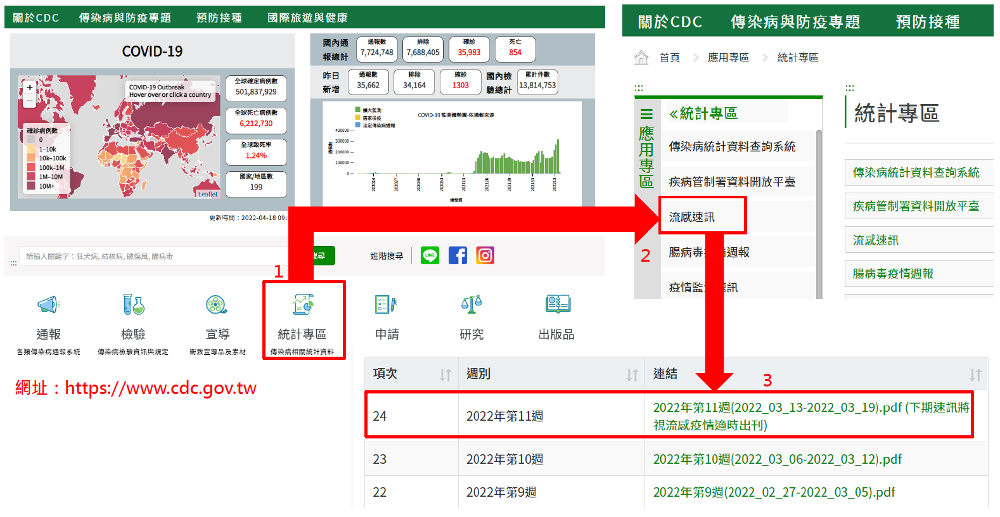 關於CDC 傳染病與防疫專題 預防接種 國際旅遊與健康
COVID-19
+
−
COVID-19 Outbreak
Hover over or click a country
確診病例數
0
1–10k
10k–100k
100k–1M
1M–10M
10M+
Leaflet
全球確定病例數
501,837,929
全球死亡病例數
6,212,730
全球致死率
1.24%
國家/地區數
199
更新時間：2022-04-18 09:
國內通報總計
通報數
7,724,748
排除
7,688,405
確診
35,983
死亡
854
昨日新增
通報數
35,662
排除
34,164
確診
1303
國內檢驗總計
累計件數
13,814,753
COVID-19 監測趨勢圖-依通報來源
擴大監測
居家檢疫
法定傳染病通報
通報數
400000
300000
200000
100000
0
202014 202027 202040 202053 202113 202126 202139 202153 202213
通報週
請輸入關鍵字：狂犬病, 結核病, 破傷風, 腸病毒
搜尋
進階搜尋
LINE
:::
1
通報
各類傳染病通報系統
檢驗
傳染病檢驗資訊與規定
宣導
衛教宣導品及素材
統計專區
傳染病相關統計資料
申請
研究
出版品
網址：https://www.cdc.gov.tw
關於CDC 傳染病與防疫專題 預防接種
首頁 應用專區 統計專區
:::
應用專區
«統計專區
傳染病統計資料查詢系統
疾病管制署資料開放平臺
流感速訊
腸病毒 週報
疫情監 訊
2
:::
統計專區
傳染病統計資料查詢系統
疾病管制署資料開放平臺
流感速訊
腸病毒疫情週報
3
項次 週別 連結
24 2022年第11週 2022年第11週(2022_03_13-2022_03_19).pdf (下期速訊將
視流感疫情適時出刊)
23 2022年第10週 2022年第10週(2022_03_06-2022_03_12).pdf
22 2022年第9週 2022年第9週(2022_02_27-2022_03_05).pdf